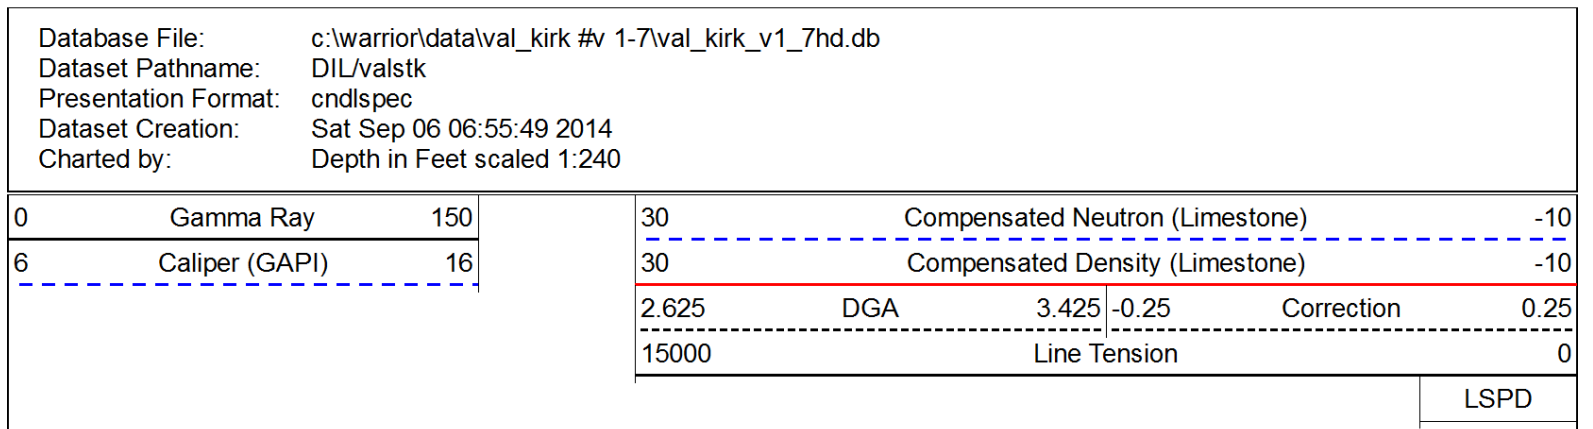 Database File: c:\warrior\data\val_kirk #v 1-7\val_kirk_v1_7hd.db
Dataset Pathname: DIL/valstk
Presentation Format: cndlspec
Dataset Creation: Sat Sep 06 06:55:49 2014
Charted by: Depth in Feet scaled 1:240
0 Gamma Ray 150 30 Compensated Neutron (Limestone) -10
6 Caliper (GAPI) 16 30 Compensated Density (Limestone) -10
2.625 DGA 3.425 -0.25 Correction 0.25
15000 Line Tension 0
LSPD